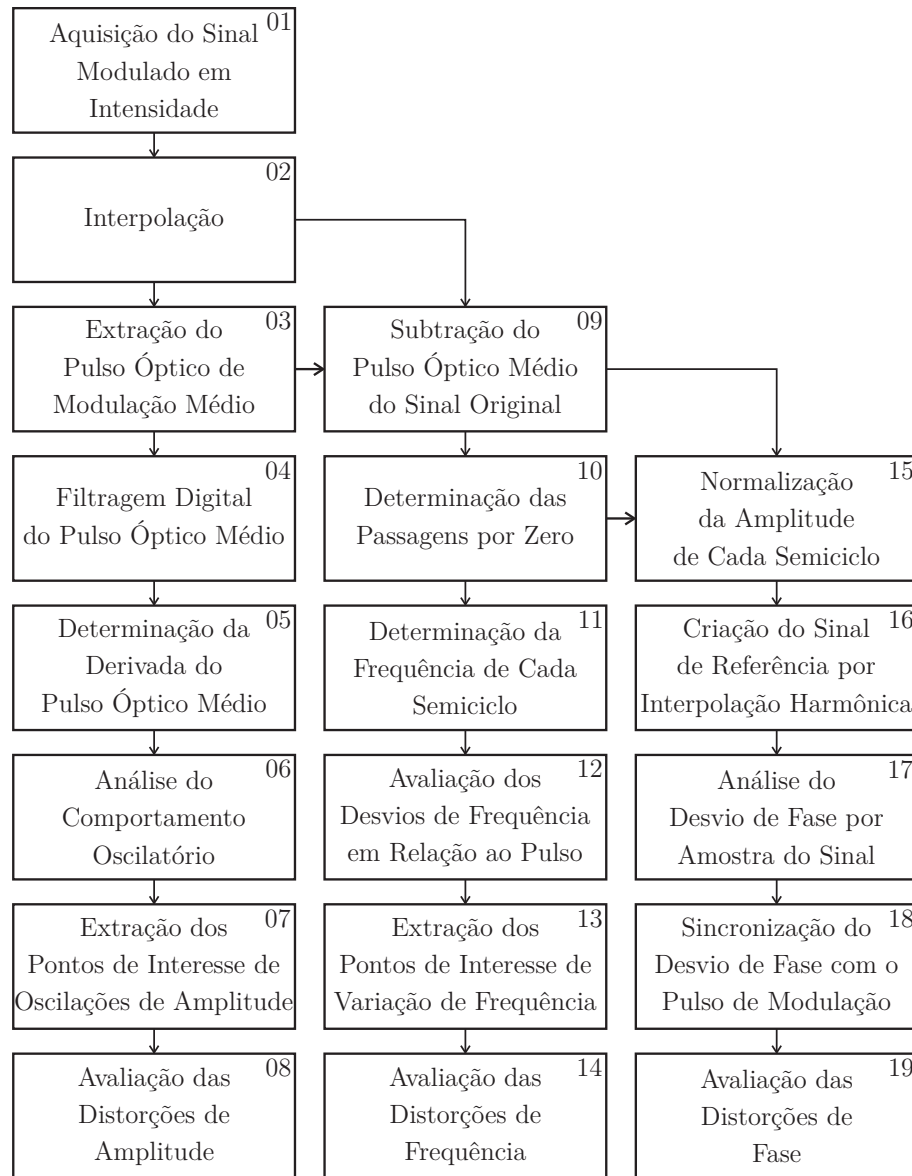 01
Aquisição do Sinal
Modulado em
Intensidade
02
Interpolação
03
Extração do
Pulso Óptico de
Modulação Médio
04
Filtragem Digital
do Pulso Óptico Médio
05
Determinação da
Derivada do
Pulso Óptico Médio
06
Análise do
Comportamento
Oscilatório
07
Extração dos
Pontos de Interesse de
Oscilações de Amplitude
08
Avaliação das
Distorções de
Amplitude
09
Subtração do
Pulso Óptico Médio
do Sinal Original
10
Determinação das
Passagens por Zero
11
Determinação da
Frequência de Cada
Semiciclo
12
Avaliação dos
Desvios de Frequência
em Relação ao Pulso
13
Extração dos
Pontos de Interesse de
Variação de Frequência
14
Avaliação das
Distorções de
Frequência
15
Normalização
da Amplitude
de Cada Semiciclo
16
Criação do Sinal
de Referência por
Interpolação Harmônica
17
Análise do
Desvio de Fase por
Amostra do Sinal
18
Sincronização do
Desvio de Fase com o
Pulso de Modulação
19
Avaliação das
Distorções de
Fase